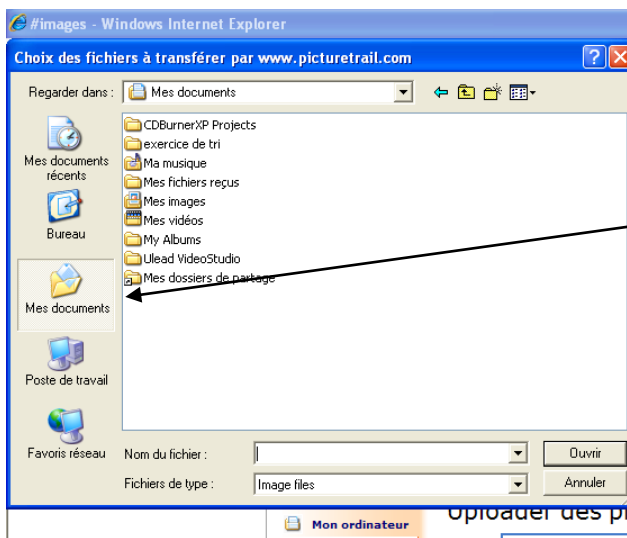 #images - Windows Internet Explorer
Choix des fichiers à transférer par www.picturetrail.com
Regarder dans :
Mes documents
Mes documents
récents
Bureau
Mes documents
Poste de travail
Favoris réseau
CDBurnerXP Projects
exercice de tri
Ma musique
Mes fichiers reçus
Mes images
Mes vidéos
My Albums
Ulead VideoStudio
Mes dossiers de partage
Nom du fichier :
Ouvrir
Fichiers de type :
Image files
Annuler
Mon ordinateur
Uploader des p